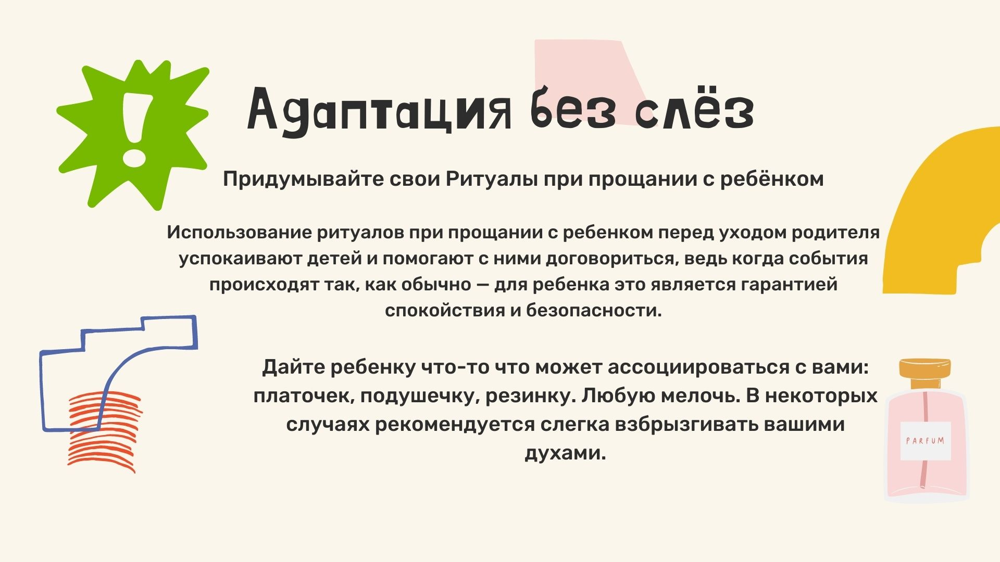 Адаптация без слёз
Придумывайте свои Ритуалы при прощании с ребёнком
Использование ритуалов при прощании с ребенком перед уходом родителя
успокаивают детей и помогают с ними договориться, ведь когда события
происходят так, как обычно — для ребенка это является гарантией
спокойствия и безопасности.
Дайте ребенку что-то что может ассоциироваться с вами:
платочек, подушечку, резинку. Любую мелочь. В некоторых
случаях рекомендуется слегка взбрызгивать вашими
духами.
PARFUM